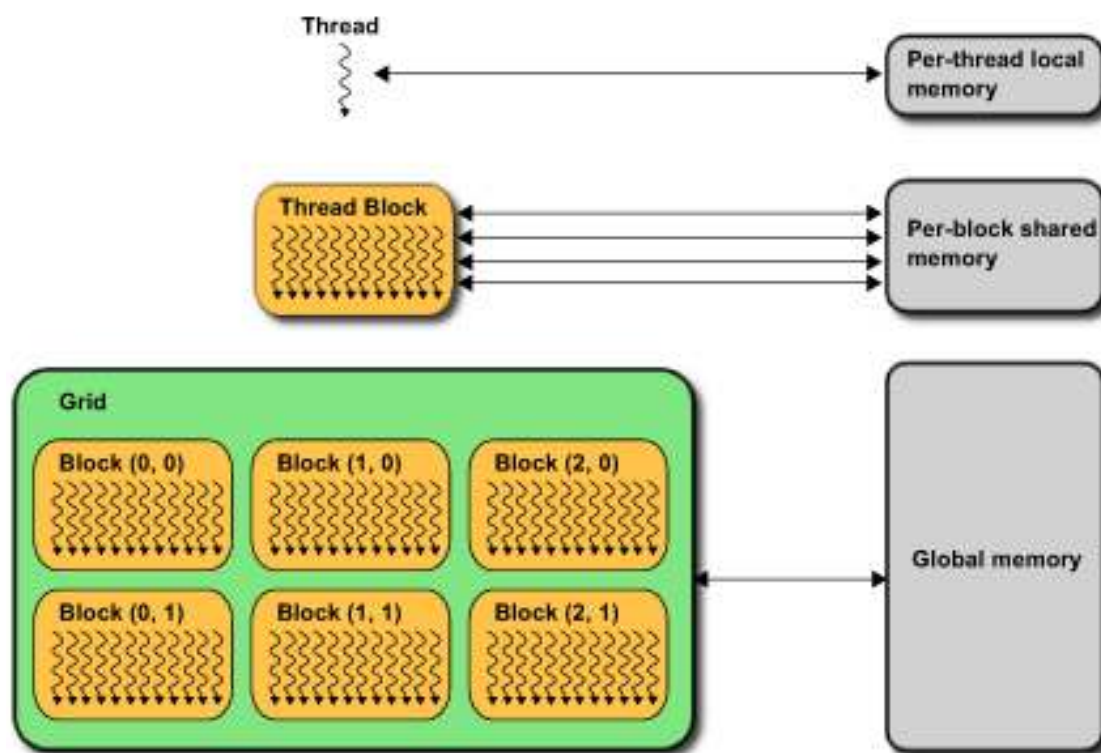 Thread
Per-thread local
memory
Thread Block
Per-block shared
memory
Grid
Block (0, 0)
Block (1, 0)
Block (2, 0)
Block (0, 1)
Block (1, 1)
Block (2, 1)
Global memory